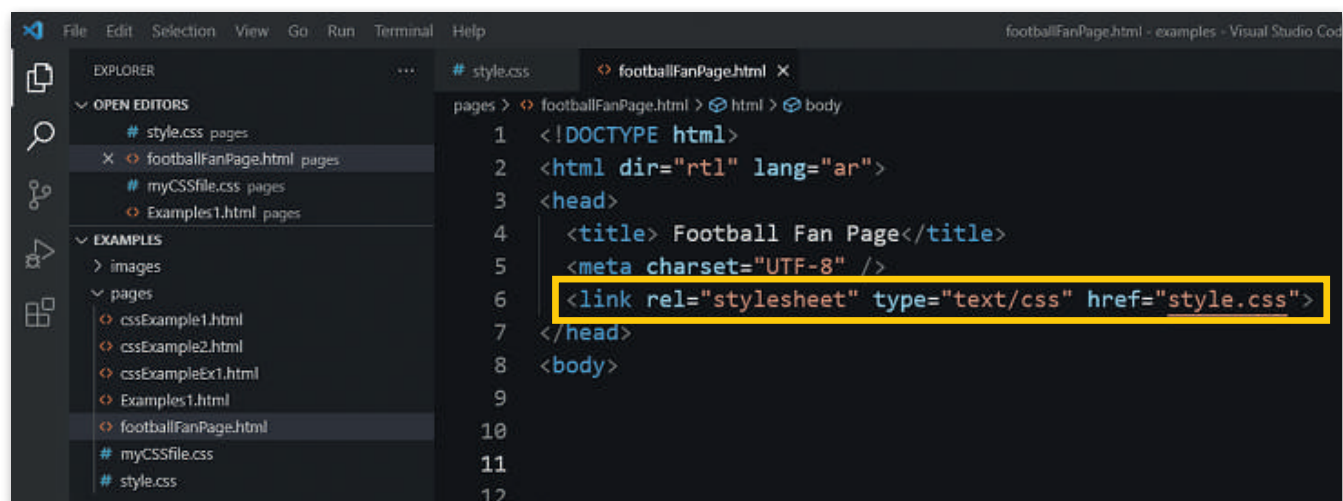 File Edit Selection View Go Run Terminal Help footballFanPage.html - examples - Visual Studio Cod
EXPLORER ...
OPEN EDITORS
# style.css pages
X <> footballFanPage.html pages
# myCSSfile.css pages
<> Examples1.html pages
EXAMPLES
> images
pages
<> cssExample1.html
<> cssExample2.html
<> cssExampleEx1.html
<> Examples1.html
<> footballFanPage.html
# myCSSfile.css
# style.css
# style.css <> footballFanPage.html X
pages > <> footballFanPage.html > html > body
1 <!DOCTYPE html>
2 <html dir="rtl" lang="ar">
3 <head>
4 <title> Football Fan Page</title>
5 <meta charset="UTF-8" />
6 <link rel="stylesheet" type="text/css" href="style.css">
7 </head>
8 <body>
9
10
11
12